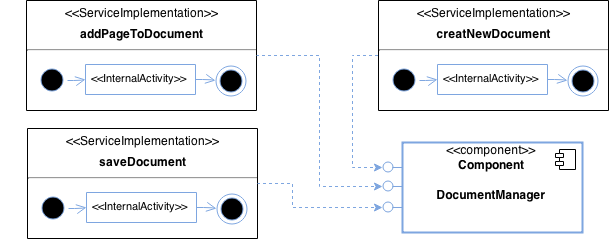 <<ServiceImplementation>>
addPageToDocument
<<InternalActivity>>
<<ServiceImplementation>>
creatNewDocument
<<InternalActivity>>
<<ServiceImplementation>>
saveDocument
<<InternalActivity>>
<<component>>
Component
DocumentManager